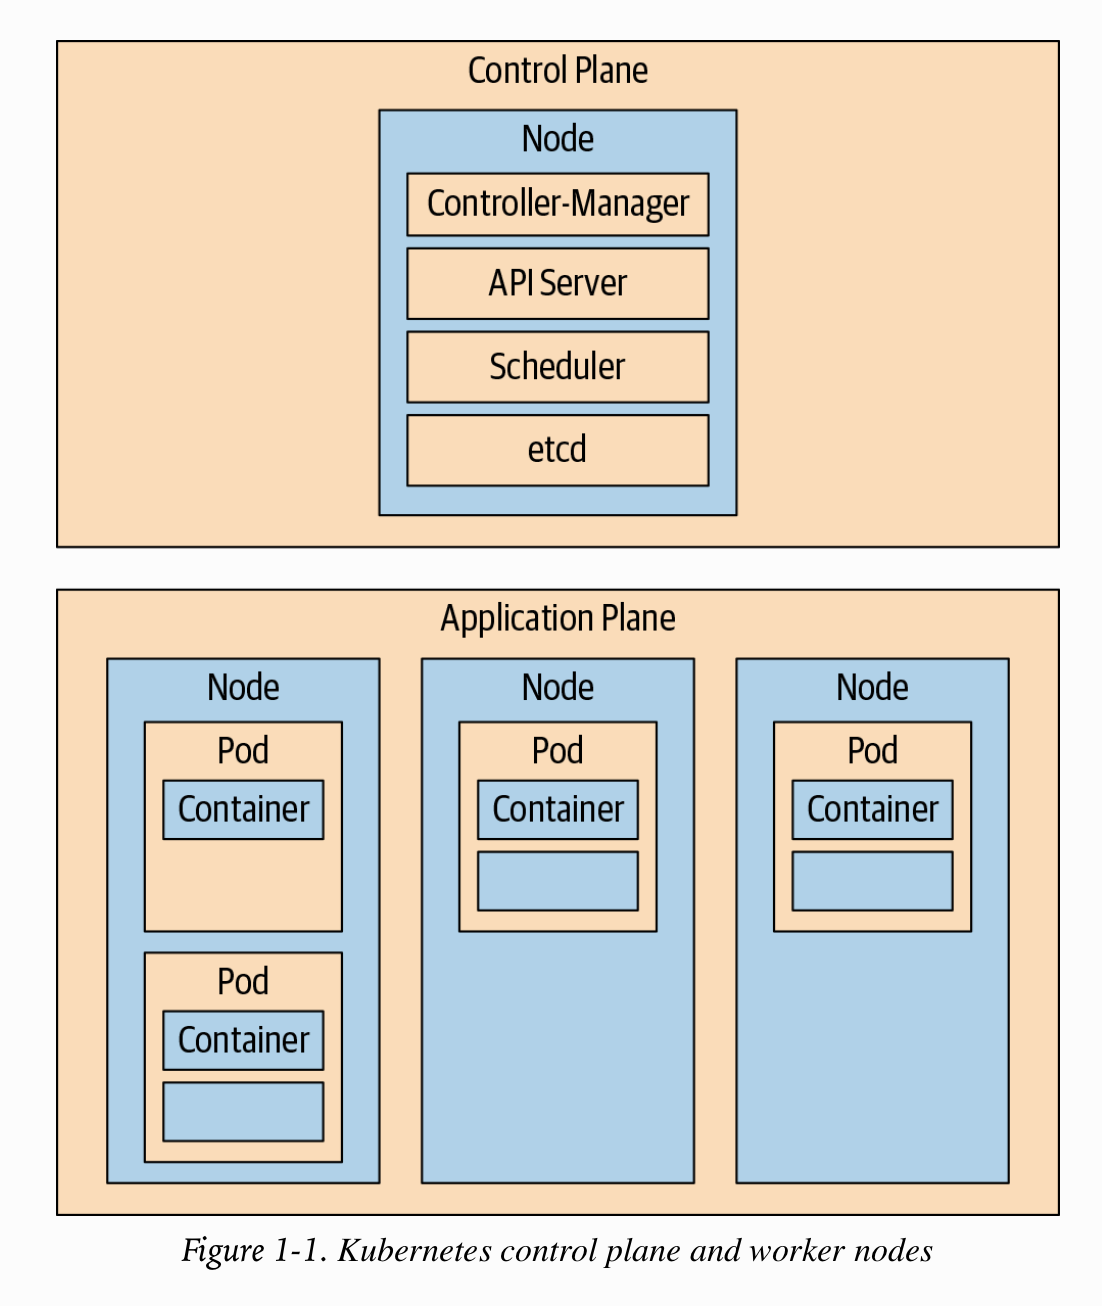 Control Plane
Node
Controller-Manager
API Server
Scheduler
etcd
Application Plane
Node
Pod
Container
Pod
Container
Node
Pod
Container
Node
Pod
Container
Figure 1-1. Kubernetes control plane and worker nodes